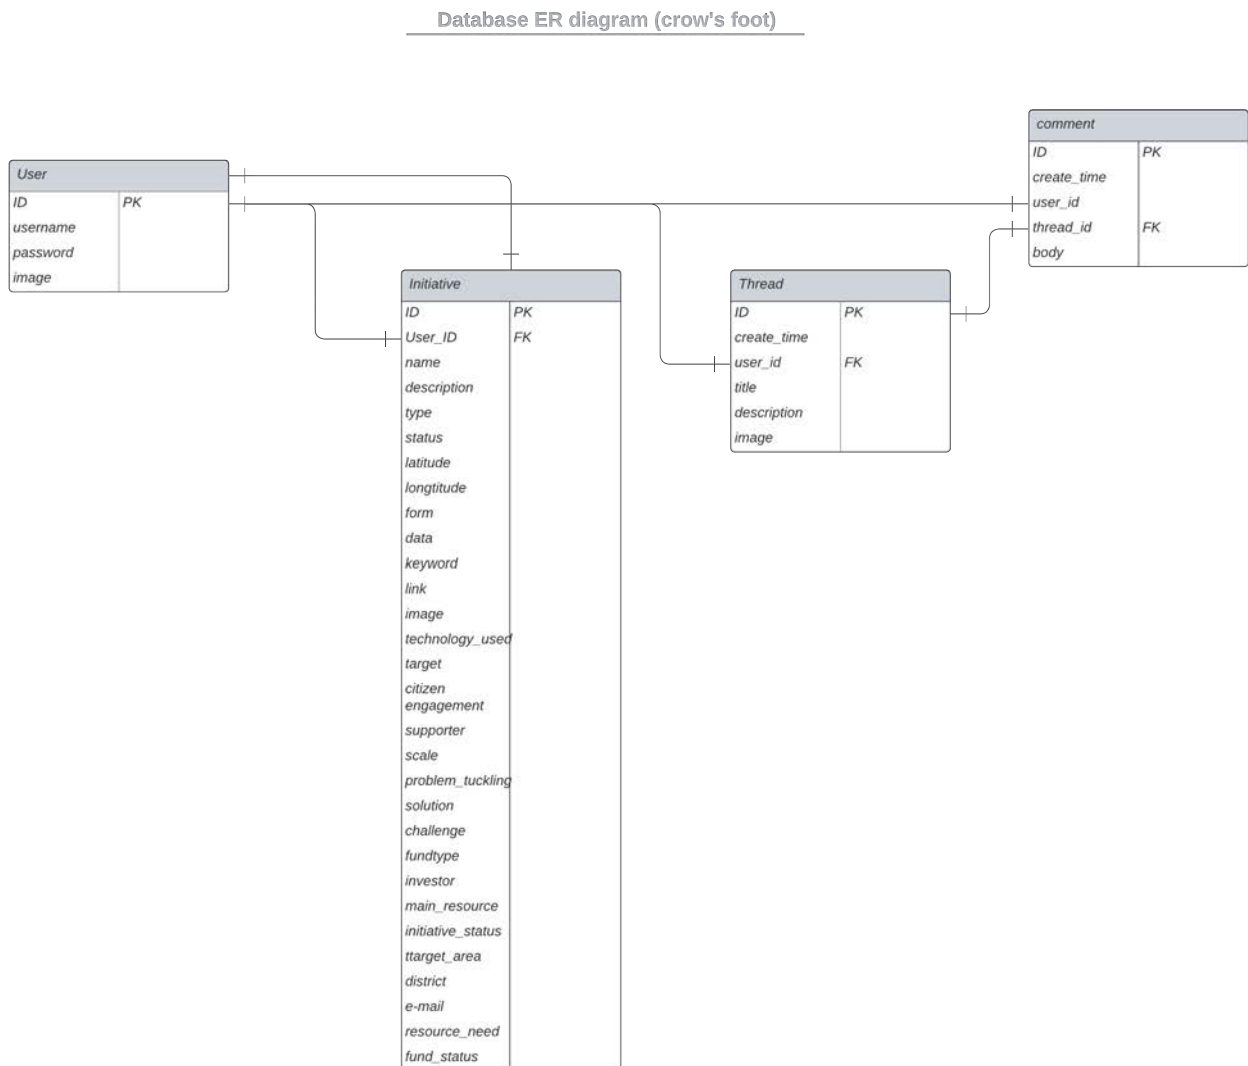 Database ER diagram (crow's foot)
comment
ID PK
create_time
user_id
thread_id FK
body
User
ID PK
username
password
image
Initiative
ID PK
User_ID FK
name
description
type
status
latitude
longtitude
form
data
keyword
link
image
technology_used
target
citizen
engagement
supporter
scale
problem_tuckling
solution
challenge
fundtype
investor
main_resource
initiative_status
ttarget_area
district
e-mail
resource_need
fund_status
Thread
ID PK
create_time
user_id FK
title
description
image